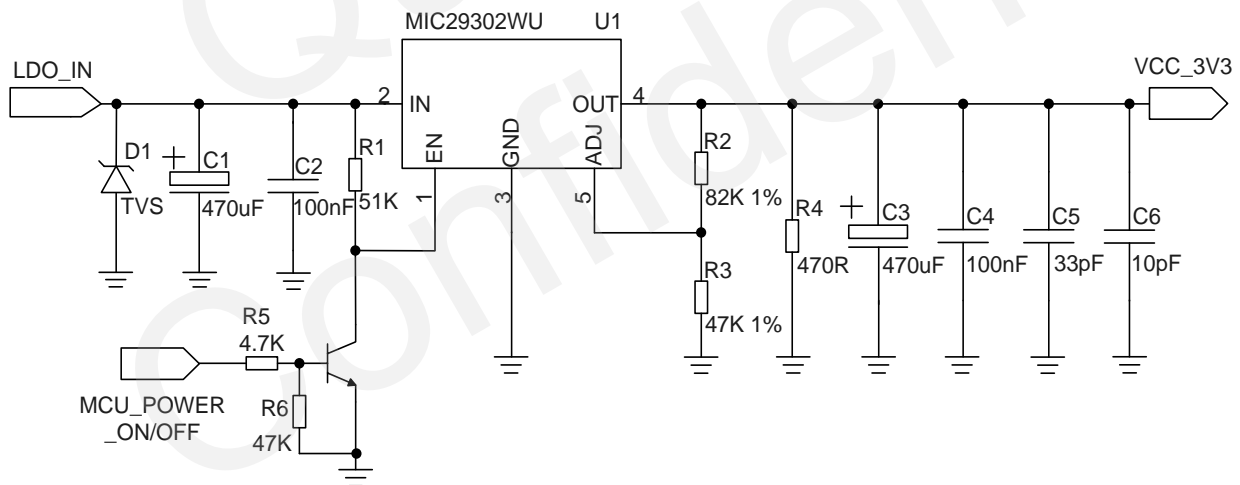 MIC29302WU U1
LDO_IN
VCC_3V3
2 IN
OUT 4
EN
GND
ADJ
1
3
5
D1
TVS
C1
470uF
C2
100nF
R1
51K
R2
82K 1%
R3
47K 1%
R4
470R
C3
470uF
C4
100nF
C5
33pF
C6
10pF
R5
4.7K
MCU_POWER
_ON/OFF
R6
47K